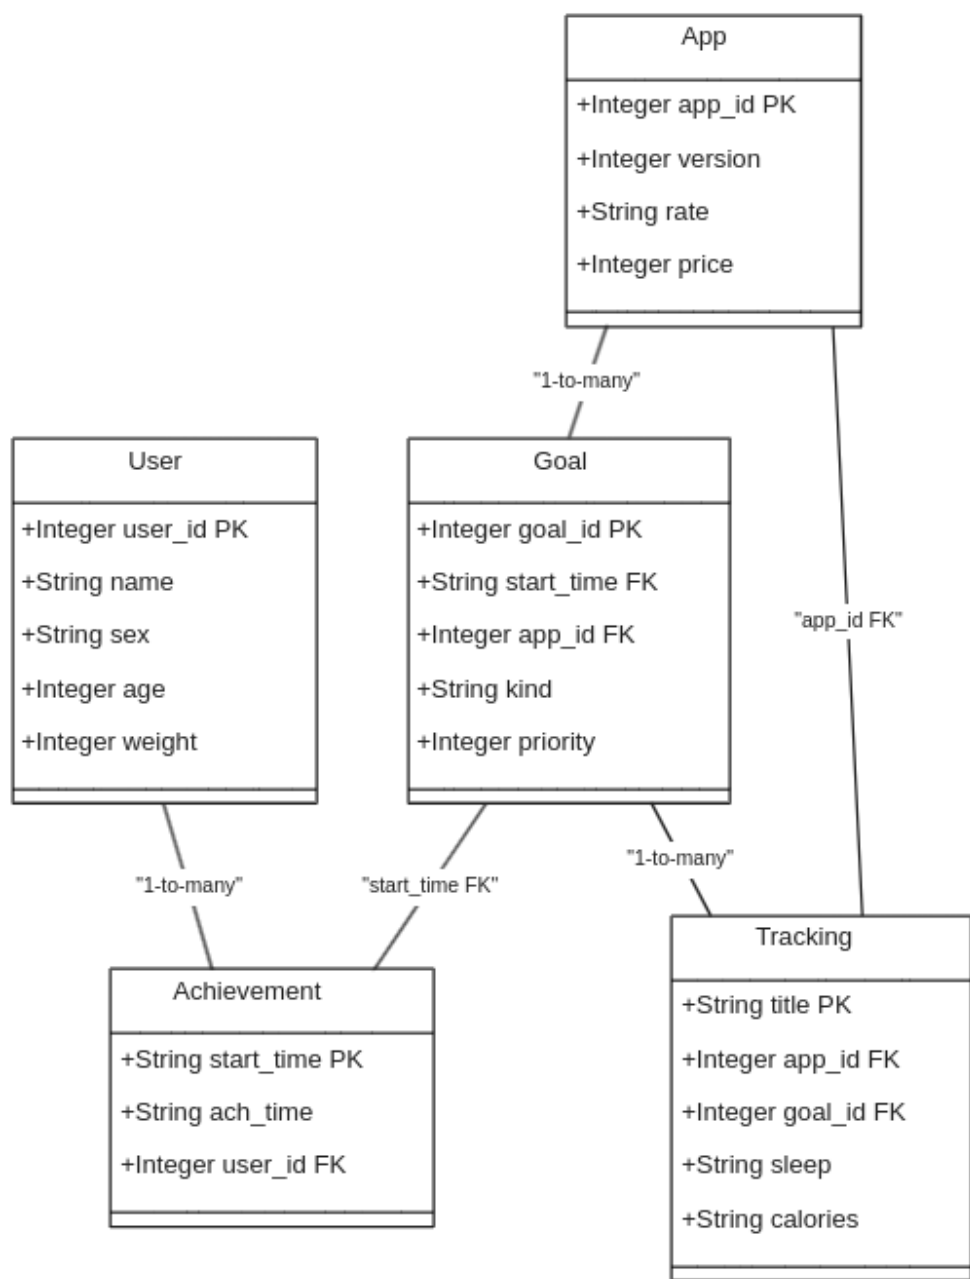 App
+Integer app_id PK
+Integer version
+String rate
+Integer price
"1-to-many"
User
+Integer user_id PK
+String name
+String sex
+Integer age
+Integer weight
Goal
+Integer goal_id PK
+String start_time FK
+Integer app_id FK
+String kind
+Integer priority
"app_id FK"
"1-to-many"
"start_time FK"
"1-to-many"
Achievement
+String start_time PK
+String ach_time
+Integer user_id FK
Tracking
+String title PK
+Integer app_id FK
+Integer goal_id FK
+String sleep
+String calories